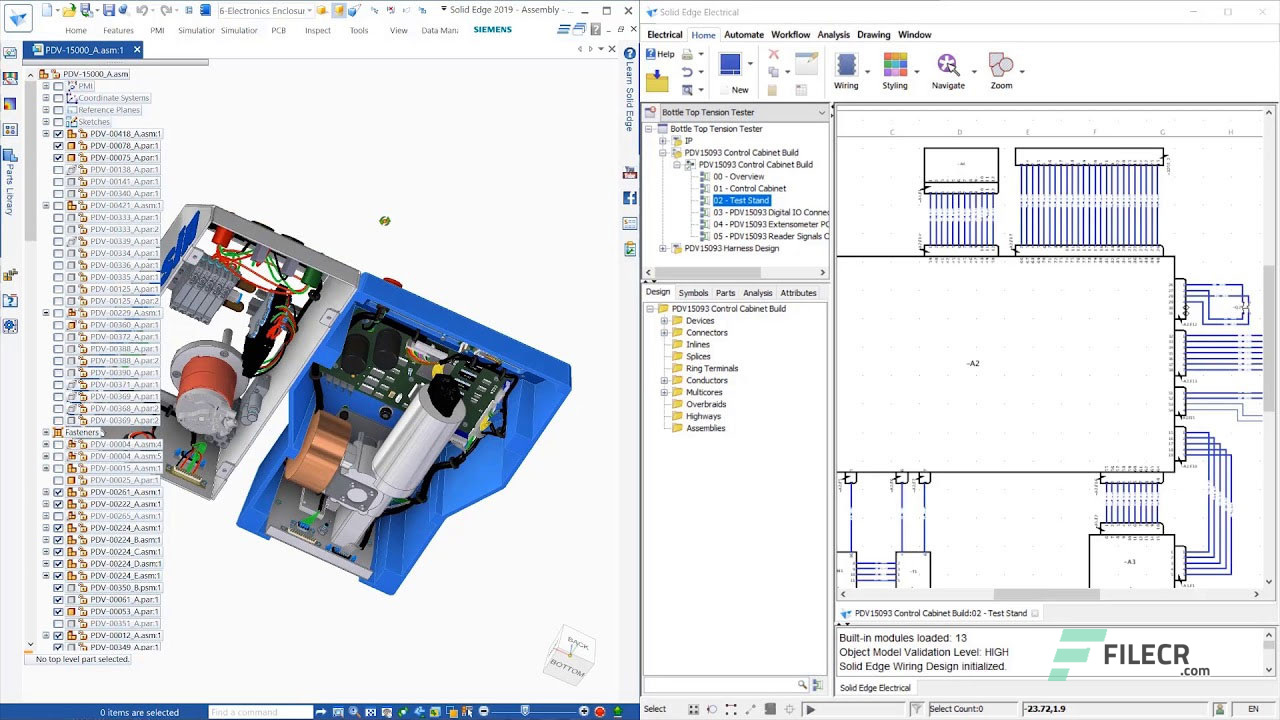 6-Electronics Enclosur
Solid Edge 2019 - Assembly
Home Features PMI Simulation Simulator PCB Inspect Tools View Data Man SIEMENS
PDV-15000_A.asm:1
PDV-15000_A.asm
PMI
Coordinate Systems
Reference Planes
Sketches
PDV-00418_A.asm:1
PDV-00078_A.par:1
PDV-00075_A.par:1
PDV-00138_A.par:1
PDV-00141_A.par:1
PDV-00340_A.par:1
PDV-00421_A.asm:1
PDV-00333_A.par:1
PDV-00333_A.par:2
PDV-00339_A.par:1
PDV-00334_A.par:1
PDV-00336_A.par:1
PDV-00335_A.par:1
PDV-00125_A.par:1
PDV-00125_A.par:2
PDV-00229_A.asm:1
PDV-00360_A.par:1
PDV-00372_A.par:1
PDV-00388_A.par:1
PDV-00388_A.par:2
PDV-00390_A.par:1
PDV-00371_A.par:1
PDV-00369_A.par:1
PDV-00368_A.par:2
PDV-00369_A.par:2
Fasteners
PDV-00004_A.asm:4
PDV-00004_A.asm:5
PDV-00015_A.asm:1
PDV-00025_A.par:1
PDV-00261_A.asm:1
PDV-00222_A.asm:1
PDV-00265_A.asm:1
PDV-00224_A.asm:1
PDV-00224_B.asm:1
PDV-00224_C.asm:1
PDV-00224_D.asm:1
PDV-00224_E.asm:1
PDV-00350_B.psm:1
PDV-00061_A.par:1
PDV-00053_A.par:1
PDV-00351_A.par:1
PDV-00012_A.asm:1
PDV-00349_A.par:1
No top level part selected.
Parts Library
Learn Solid Edge
BACK
BOTTOM
0 items are selected
Find a command
Solid Edge Electrical
Electrical Home Automate Workflow Analysis Drawing Window
Help
New
Wiring Styling Navigate Zoom
Bottle Top Tension Tester
Bottle Top Tension Tester
IP
PDV15093 Control Cabinet Build
PDV15093 Control Cabinet Build
00 - Overview
01 - Control Cabinet
02 - Test Stand
03 - PDV15093 Digital IO Connec
04 - PDV15093 Extensometer PC
05 - PDV15093 Reader Signals C
PDV15093 Harness Design
Design Symbols Parts Analysis Attributes
PDV15093 Control Cabinet Build
Devices
Connectors
Inlines
Splices
Ring Terminals
Conductors
Multicores
Overbraids
Highways
Assemblies
C D E F G H
~A2
~A3
PDV15093 Control Cabinet Build:02 - Test Stand
Built-in modules loaded: 13
Object Model Validation Level: HIGH
Solid Edge Wiring Design initialized.
Solid Edge Electrical
FILECR
.com
Select
Select Count:0
-23.72,1.9
EN